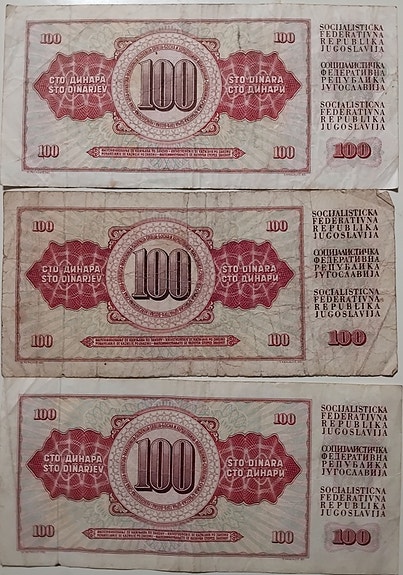 100
100
SOCIJALISTICKA
FEDERATIVNA
REPUBLIKA
JUGOSLAVIJA
СТО ДИНАРА
STO DINARJEV
100
STO DINARA
СТО ДИНАРИ
СОЦИЈАЛИСТИЧКА
ФЕДЕРАТИВНА
РЕПУБЛИКА
ЈУГОСЛАВИЈА
SOCIALISTIČNA
FEDERATIVNA
REPUBLIKA
JUGOSLAVIJA
100
100
100
100
100
SOCIJALISTICKA
FEDERATIVNA
REPUBLIKA
JUGOSLAVIJA
СТО ДИНАРА
STO DINARJEV
100
STO DINARA
СТО ДИНАРИ
СОЦИЈАЛИСТИЧКА
ФЕДЕРАТИВНА
РЕПУБЛИКА
ЈУГОСЛАВИЈА
SOCIALISTIČNA
FEDERATIVNA
REPUBLIKA
JUGOSLAVIJA
100
100
100
100
100
SOCIJALISTICKA
FEDERATIVNA
REPUBLIKA
JUGOSLAVIJA
СТО ДИНАРА
STO DINARJEV
100
STO DINARA
СТО ДИНАРИ
СОЦИЈАЛИСТИЧКА
ФЕДЕРАТИВНА
РЕПУБЛИКА
ЈУГОСЛАВИЈА
SOCIALISTIČNA
FEDERATIVNA
REPUBLIKA
JUGOSLAVIJA
100
100
100